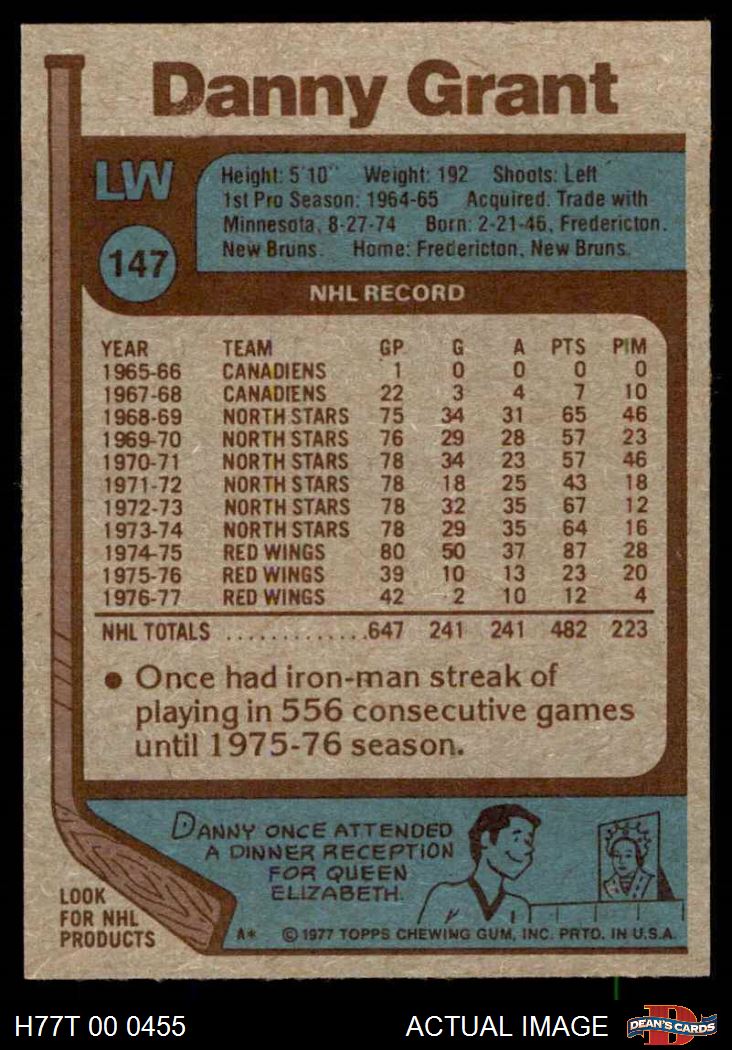 Danny Grant
LW
147
Height: 5'10" Weight: 192 Shoots: Left
1st Pro Season: 1964-65 Acquired: Trade with
Minnesota, 8-27-74 Born: 2-21-46, Fredericton.
New Bruns. Home: Fredericton, New Bruns.
NHL RECORD
YEAR TEAM GP G A PTS PIM
1965-66 CANADIENS 1 0 0 0 0
1967-68 CANADIENS 22 3 4 7 10
1968-69 NORTH STARS 75 34 31 65 46
1969-70 NORTH STARS 76 29 28 57 23
1970-71 NORTH STARS 78 34 23 57 46
1971-72 NORTH STARS 78 18 25 43 18
1972-73 NORTH STARS 78 32 35 67 12
1973-74 NORTH STARS 78 29 35 64 16
1974-75 RED WINGS 80 50 37 87 28
1975-76 RED WINGS 39 10 13 23 20
1976-77 RED WINGS 42 2 10 12 4
NHL TOTALS .............647 241 241 482 223
● Once had iron-man streak of
playing in 556 consecutive games
until 1975-76 season.
DANNY ONCE ATTENDED
A DINNER RECEPTION
FOR QUEEN
ELIZABETH.
LOOK
FOR NHL
PRODUCTS
A* © 1977 TOPPS CHEWING GUM, INC. PRTD. IN U.S.A.
H77T 00 0455 ACTUAL IMAGE DEAN'S CARDS